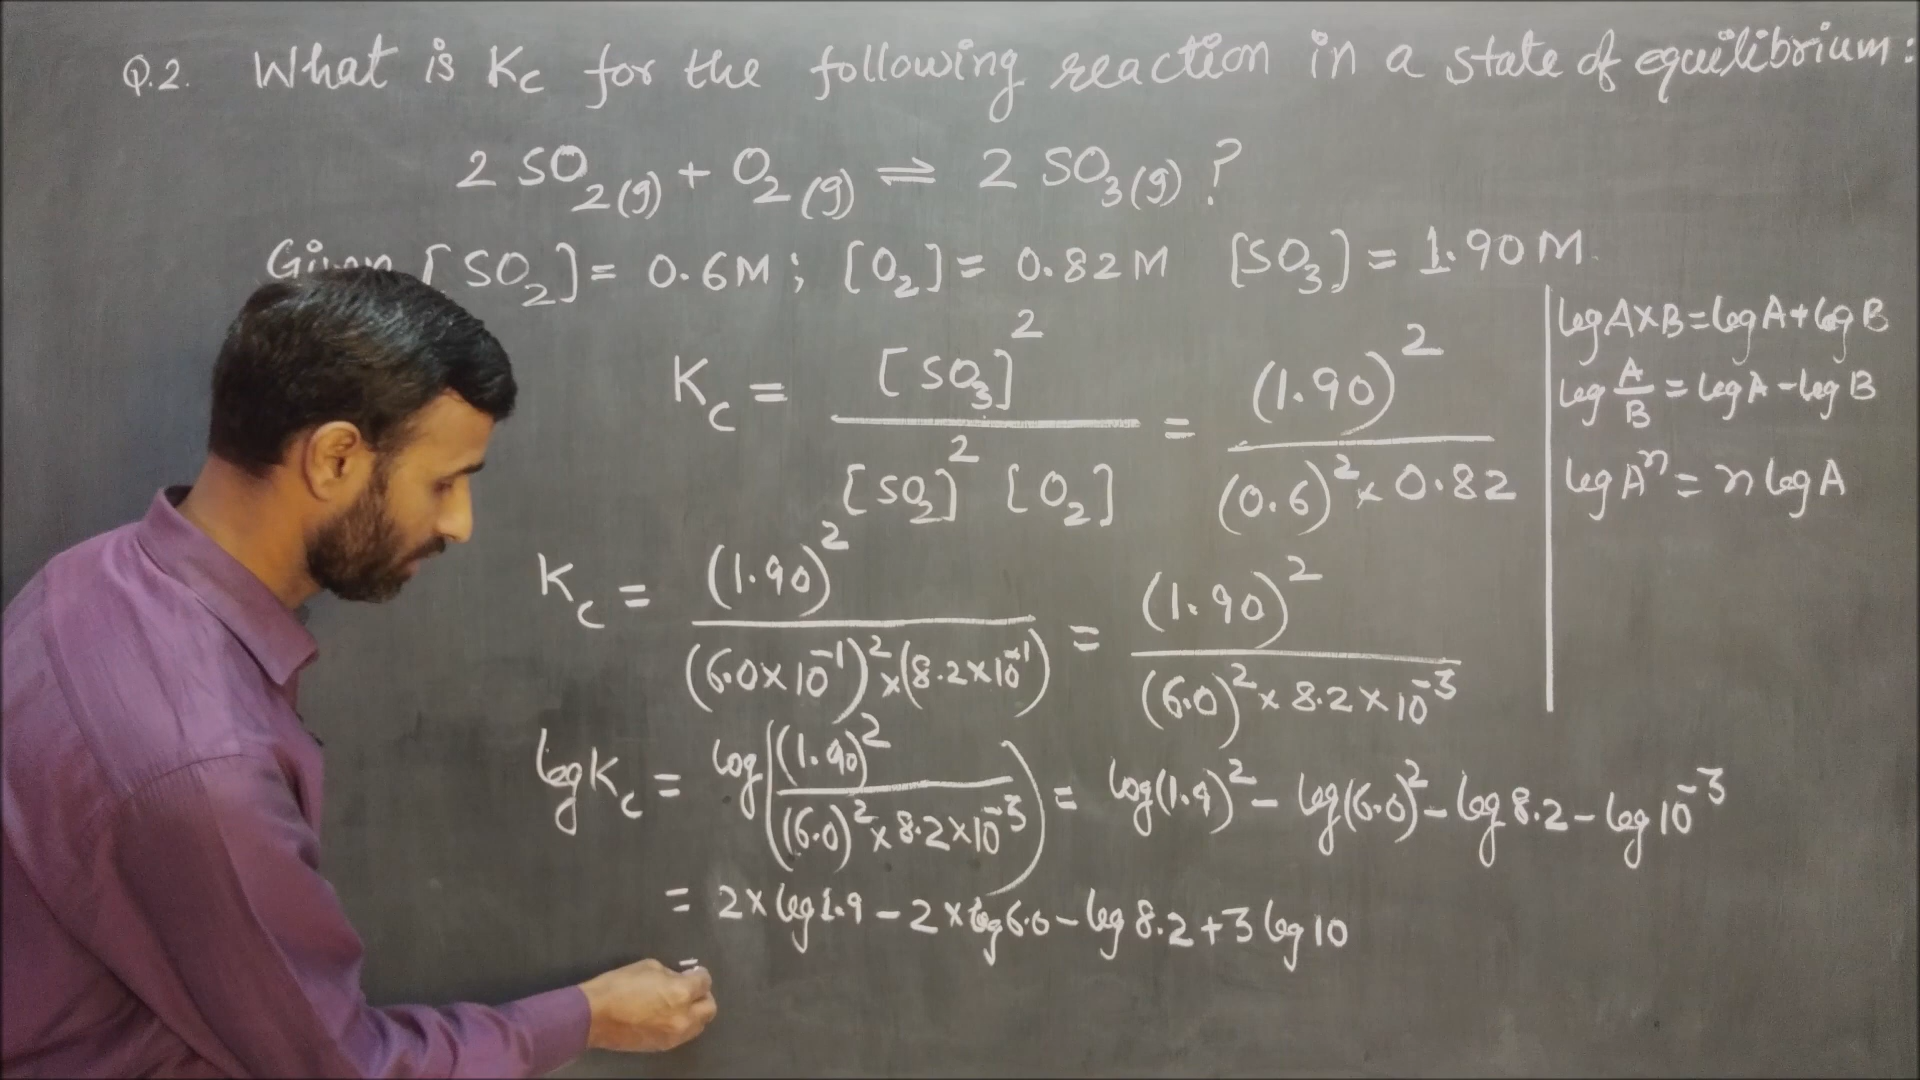 Q.2. What is Kc for the following reaction in a state of equilibrium:
2 SO2(g) + O2(g) ⇌ 2 SO3(g) ?
Given [SO2] = 0.6M ; [O2] = 0.82M [SO3] = 1.90M.
Kc = [SO3]^2 / [SO2]^2 [O2] = (1.90)^2 / (0.6)^2 × 0.82
log A×B = log A + log B
log A/B = log A - log B
log A^n = n log A
Kc = (1.90)^2 / (6.0×10^-1)^2 × (8.2×10^-1) = (1.90)^2 / (6.0)^2 × 8.2 × 10^-3
log Kc = log ((1.90)^2 / (6.0)^2 × 8.2×10^-3) = log(1.9)^2 - log(6.0)^2 - log 8.2 - log 10^-3
= 2× log 1.9 - 2× log 6.0 - log 8.2 + 3 log 10
=